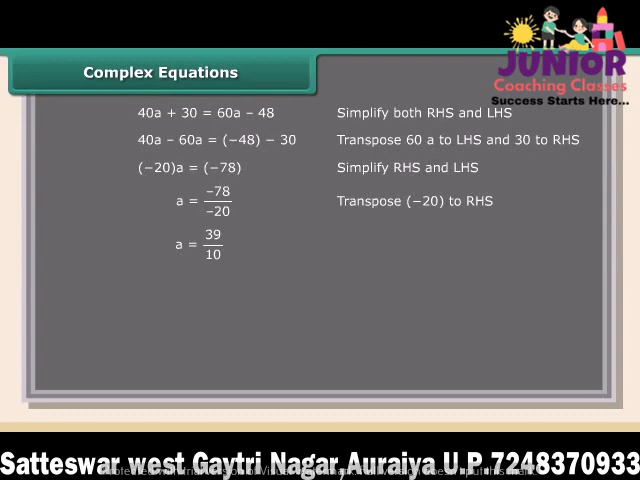 JUNIOR
Coaching Classes
Success Starts Here...
Complex Equations
40a + 30 = 60a – 48 Simplify both RHS and LHS
40a – 60a = (−48) − 30 Transpose 60 a to LHS and 30 to RHS
(−20)a = (−78) Simplify RHS and LHS
a = –78/–20 Transpose (−20) to RHS
a = 39/10
Satteswar west Gaytri Nagar,Auraiya U.P 7248370933